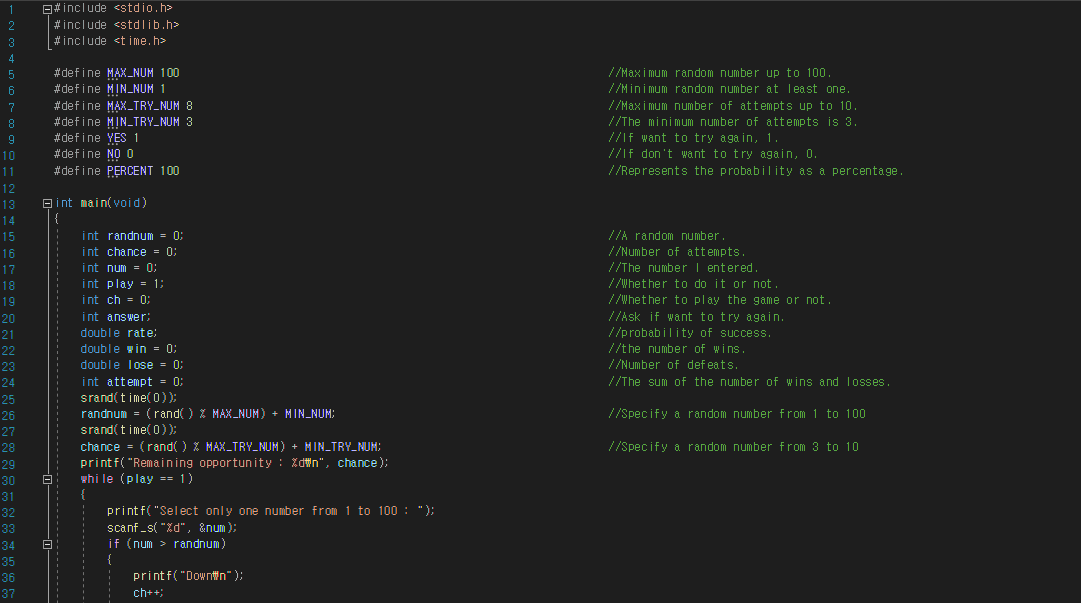 1 #include <stdio.h>
2 #include <stdlib.h>
3 #include <time.h>
4
5 #define MAX_NUM 100 //Maximum random number up to 100.
6 #define MIN_NUM 1 //Minimum random number at least one.
7 #define MAX_TRY_NUM 8 //Maximum number of attempts up to 10.
8 #define MIN_TRY_NUM 3 //The minimum number of attempts is 3.
9 #define YES 1 //If want to try again, 1.
10 #define NO 0 //If don't want to try again, 0.
11 #define PERCENT 100 //Represents the probability as a percentage.
12
13 int main(void)
14 {
15 int randnum = 0; //A random number.
16 int chance = 0; //Number of attempts.
17 int num = 0; //The number I entered.
18 int play = 1; //Whether to do it or not.
19 int ch = 0; //Whether to play the game or not.
20 int answer; //Ask if want to try again.
21 double rate; //probability of success.
22 double win = 0; //the number of wins.
23 double lose = 0; //Number of defeats.
24 int attempt = 0; //The sum of the number of wins and losses.
25 srand(time(0));
26 randnum = (rand() % MAX_NUM) + MIN_NUM; //Specify a random number from 1 to 100
27 srand(time(0));
28 chance = (rand() % MAX_TRY_NUM) + MIN_TRY_NUM; //Specify a random number from 3 to 10
29 printf("Remaining opportunity : %d₩n", chance);
30 while (play == 1)
31 {
32 printf("Select only one number from 1 to 100 : ");
33 scanf_s("%d", &num);
34 if (num > randnum)
35 {
36 printf("Down₩n");
37 ch++;